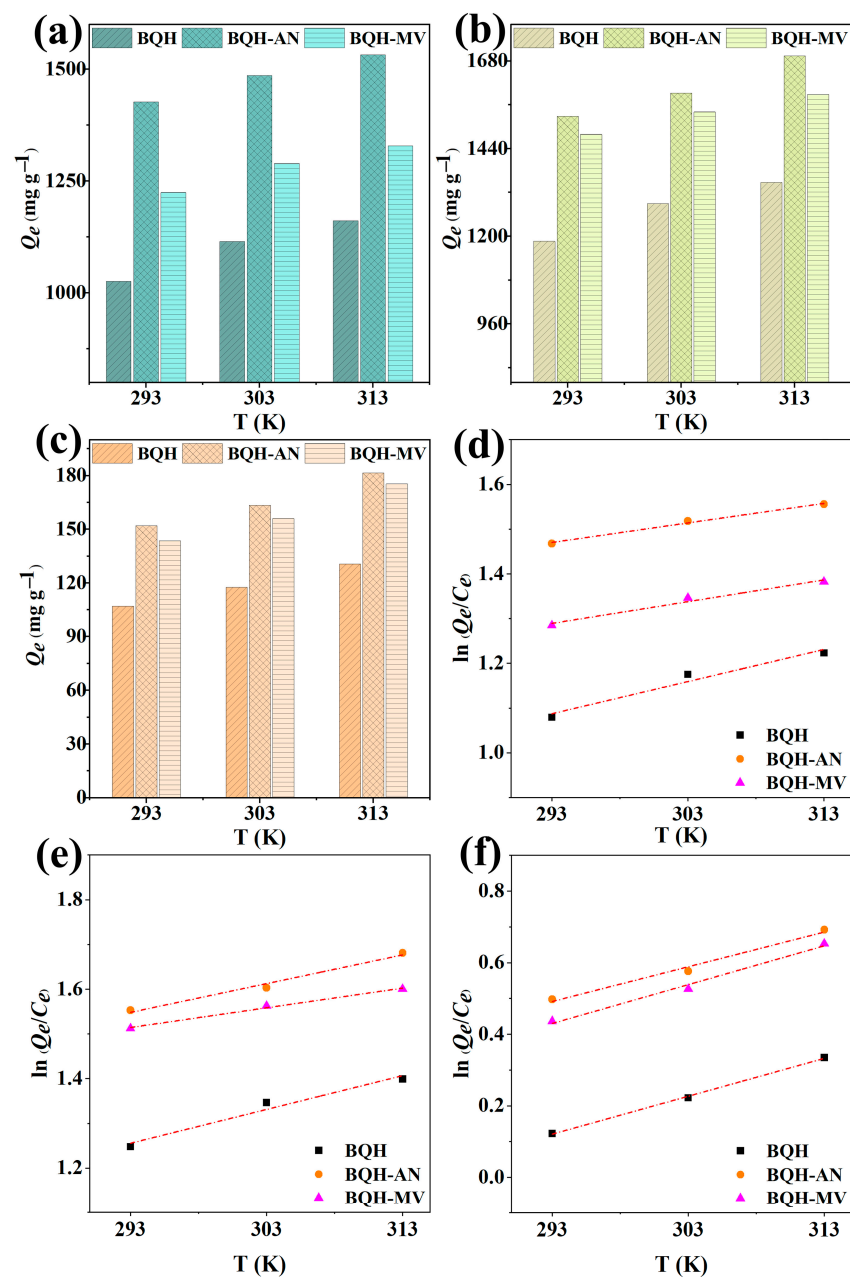 (a)
BQH BQH-AN BQH-MV
1500
1250
1000
Qe (mg g⁻¹)
293 303 313
T (K)
(b)
BQH BQH-AN BQH-MV
1680
1440
1200
960
Qe (mg g⁻¹)
293 303 313
T (K)
(c)
BQH BQH-AN BQH-MV
180
150
120
90
60
30
0
Qe (mg g⁻¹)
293 303 313
T (K)
(d)
1.6
1.4
1.2
1.0
ln (Qe/Ce)
BQH
BQH-AN
BQH-MV
293 303 313
T (K)
(e)
1.8
1.6
1.4
1.2
ln (Qe/Ce)
BQH
BQH-AN
BQH-MV
293 303 313
T (K)
(f)
0.8
0.6
0.4
0.2
0.0
ln (Qe/Ce)
BQH
BQH-AN
BQH-MV
293 303 313
T (K)